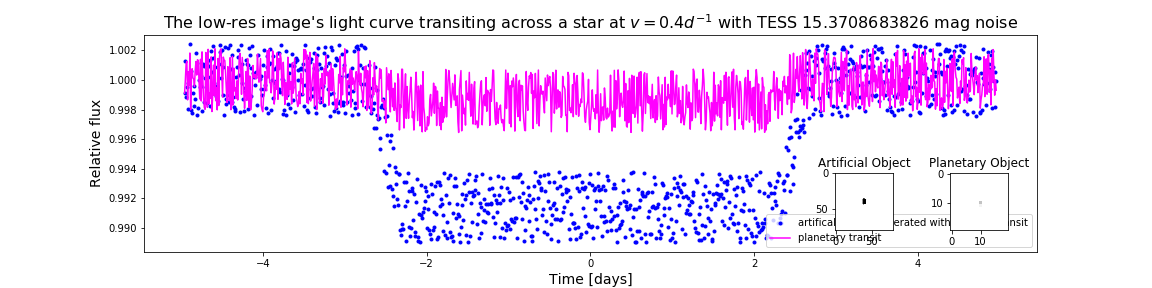 The low-res image's light curve transiting across a star at v = 0.4d⁻¹ with TESS 15.3708683826 mag noise
Relative flux
1.002
1.000
0.998
0.996
0.994
0.992
0.990
−4
−2
0
2
4
Time [days]
Artificial Object
0
50
0
50
Planetary Object
0
10
0
10
transit
planetary transit